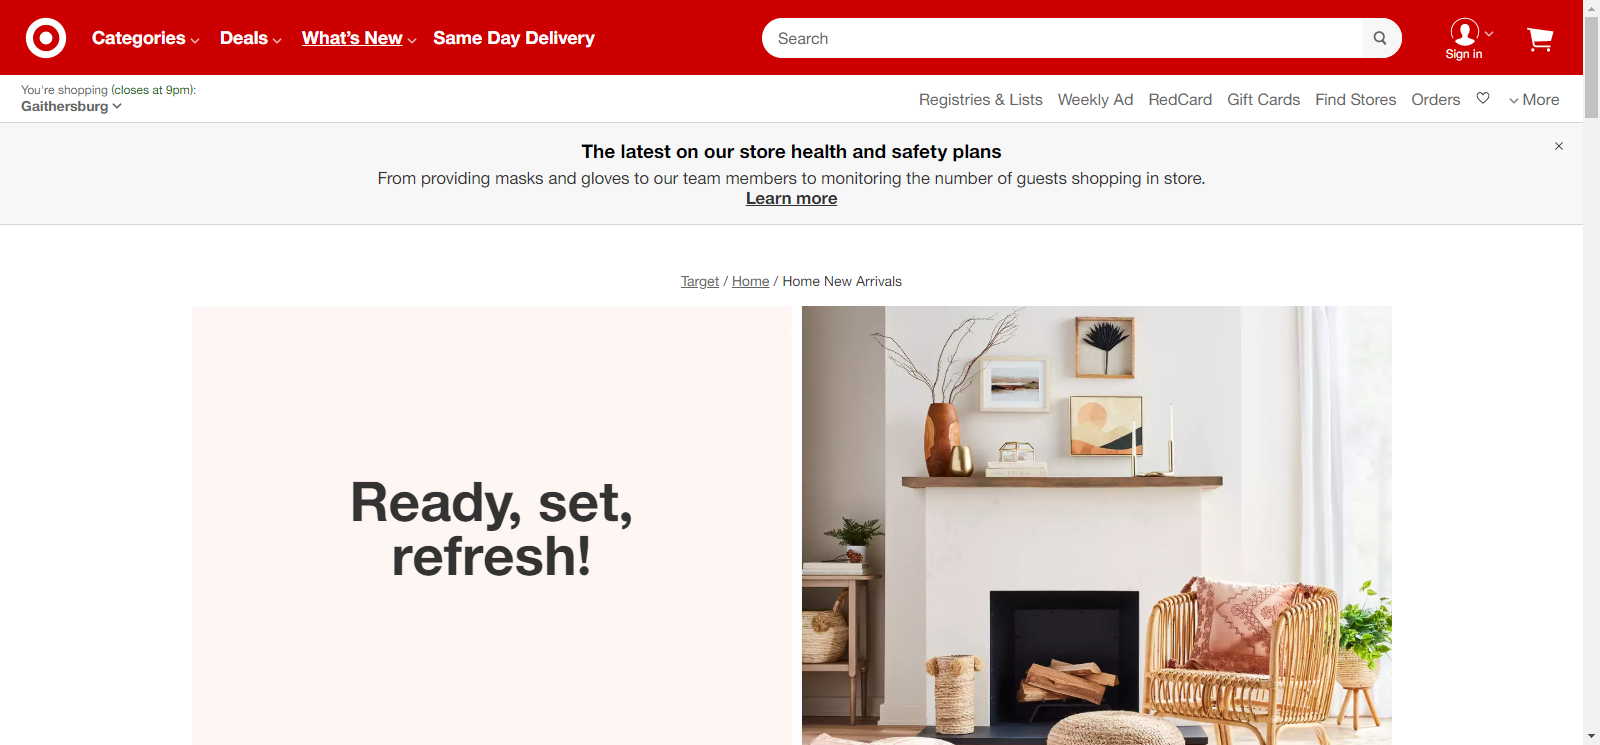 Categories Deals What's New Same Day Delivery Search Sign in
You're shopping (closes at 9pm):
Gaithersburg
Registries & Lists Weekly Ad RedCard Gift Cards Find Stores Orders More
The latest on our store health and safety plans
From providing masks and gloves to our team members to monitoring the number of guests shopping in store.
Learn more
Target / Home / Home New Arrivals
Ready, set,
refresh!